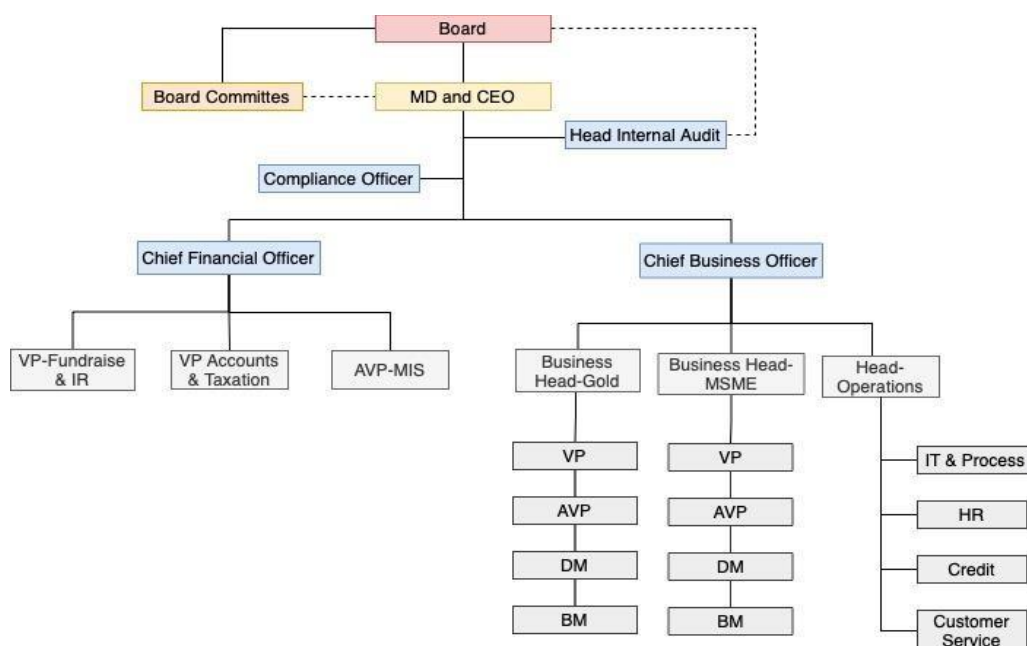 Board
Board Committes
MD and CEO
Head Internal Audit
Compliance Officer
Chief Financial Officer
Chief Business Officer
VP-Fundraise
& IR
VP Accounts
& Taxation
AVP-MIS
Business
Head-Gold
Business Head-
MSME
Head-
Operations
VP
AVP
DM
BM
VP
AVP
DM
BM
IT & Process
HR
Credit
Customer
Service